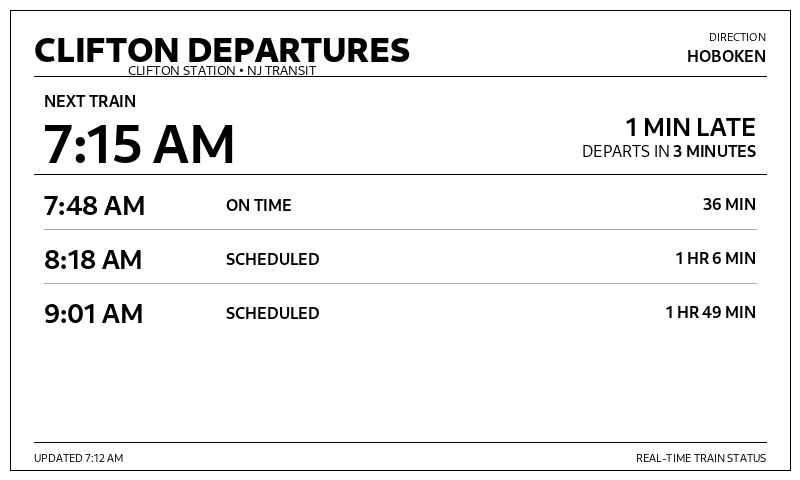 CLIFTON DEPARTURES
CLIFTON STATION • NJ TRANSIT
DIRECTION
HOBOKEN
NEXT TRAIN
7:15 AM
1 MIN LATE
DEPARTS IN 3 MINUTES
7:48 AM ON TIME 36 MIN
8:18 AM SCHEDULED 1 HR 6 MIN
9:01 AM SCHEDULED 1 HR 49 MIN
UPDATED 7:12 AM
REAL-TIME TRAIN STATUS